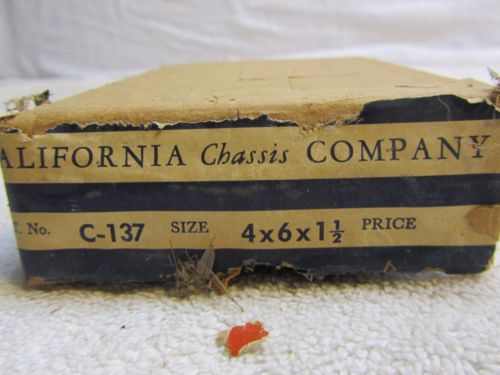 ALIFORNIA Chassis COMPANY
T. No. C-137 SIZE 4x6x1½ PRICE